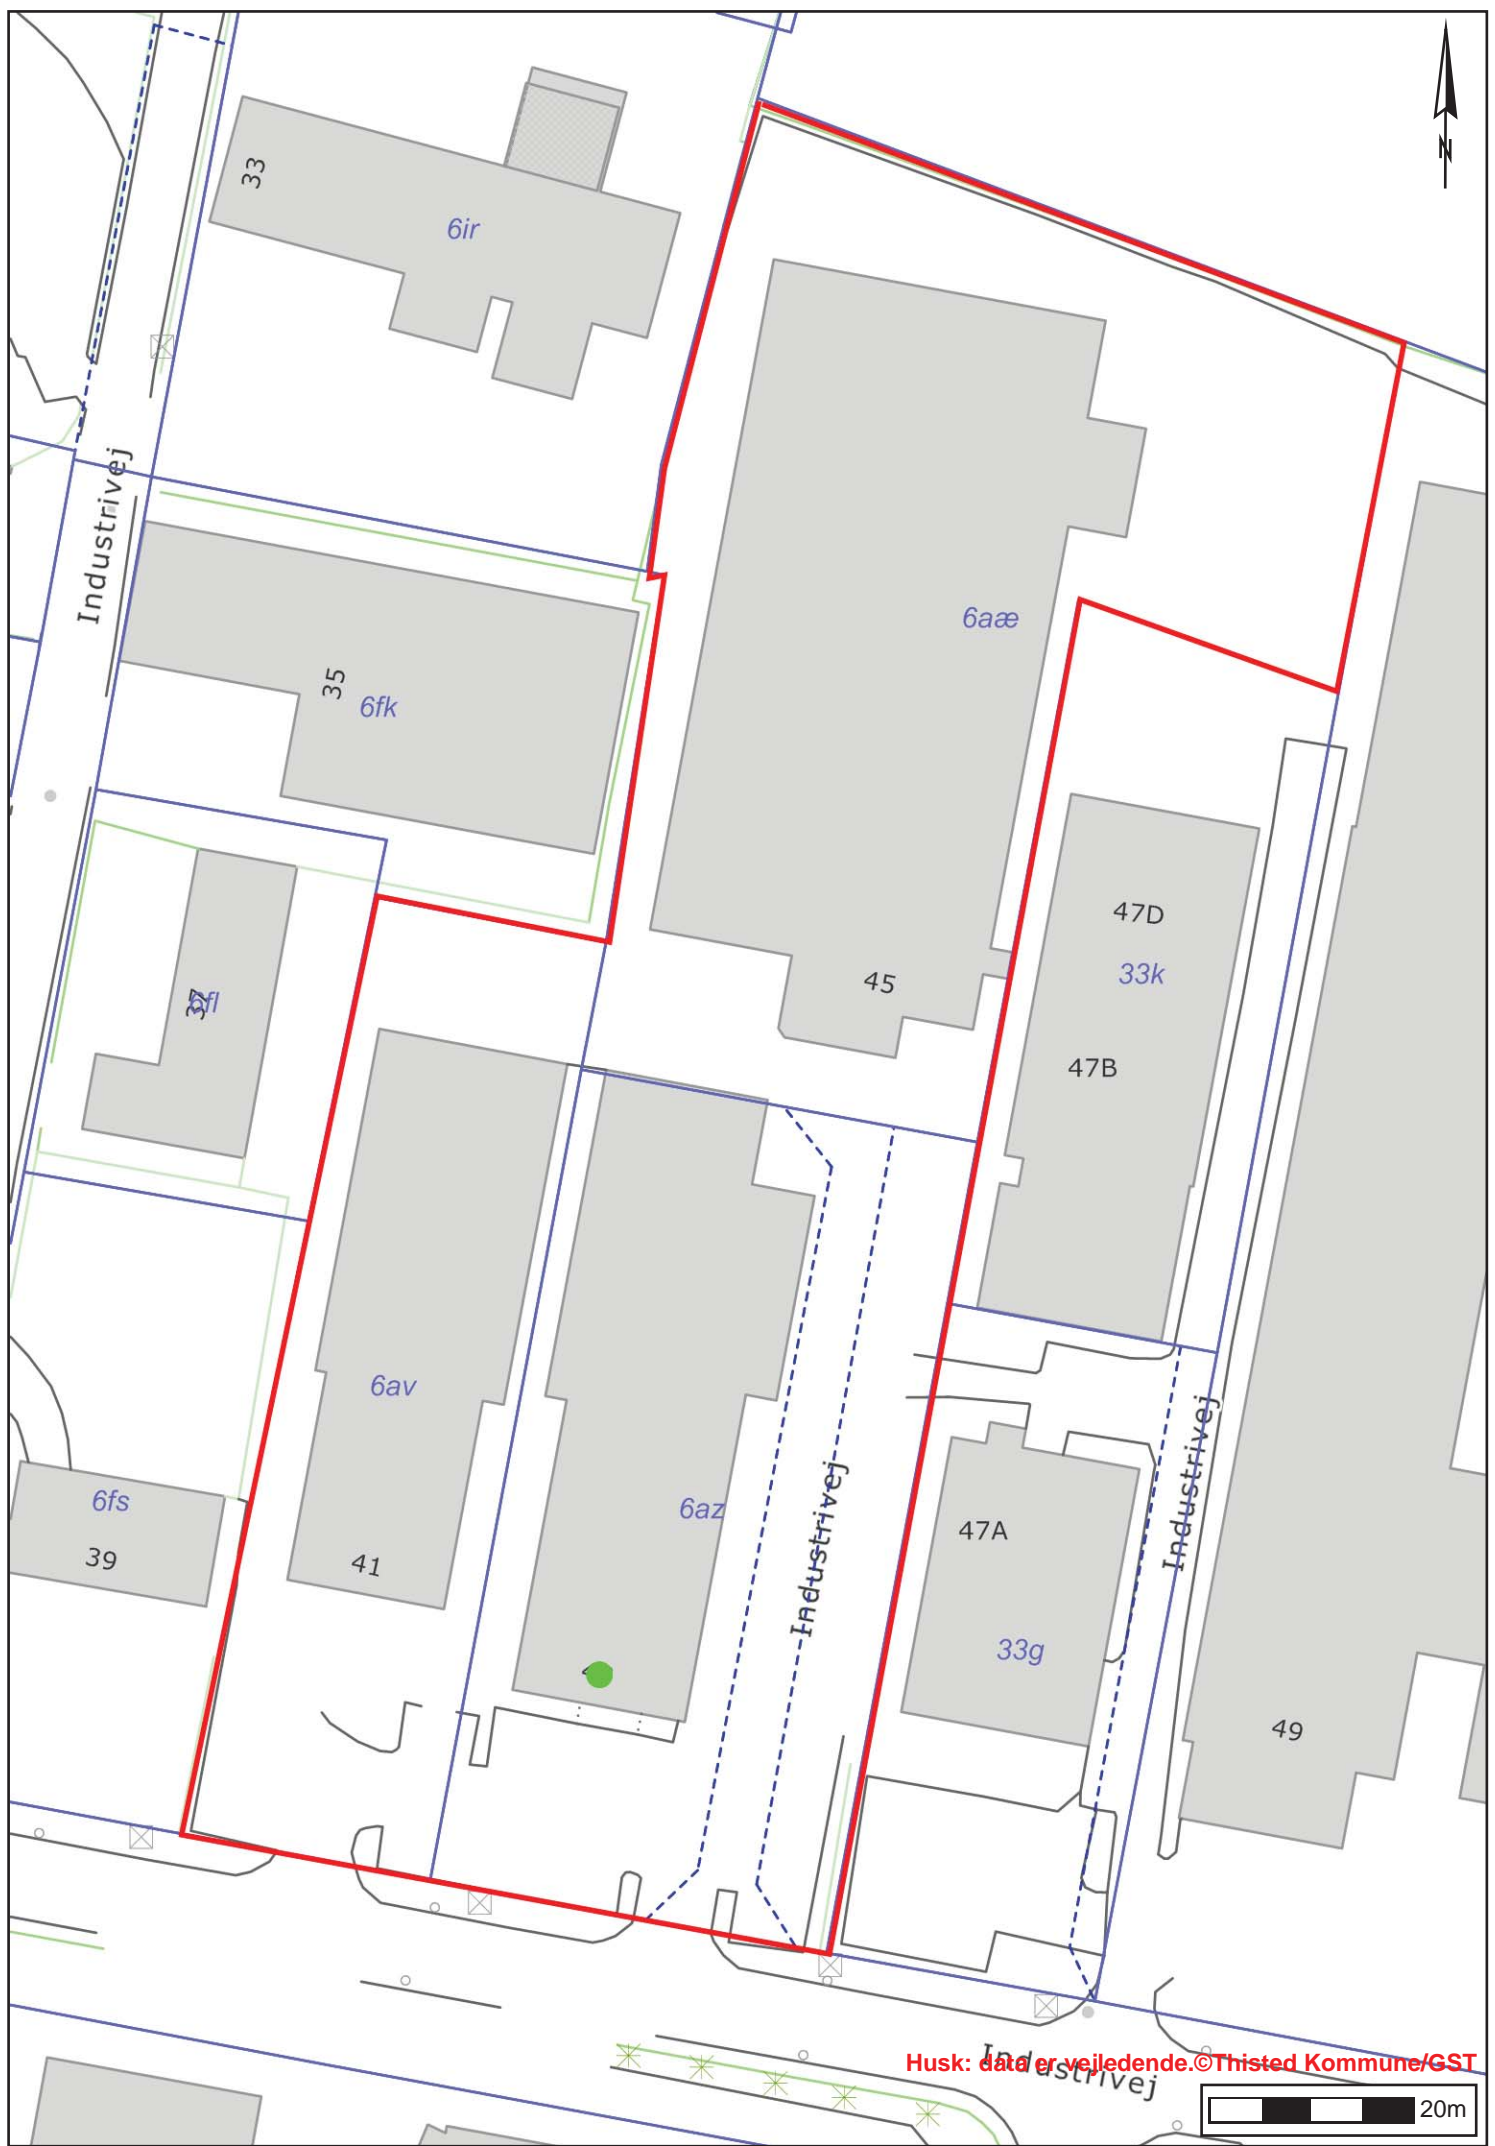 N
33
6ir
Industrivej
6aæ
35
6fk
47D
33k
45
6fl
47B
6av
Industrivej
6fs
6az
Industrivej
47A
39
41
33g
49
Industrivej
Husk: data er vejledende.©Thisted Kommune/GST
20m